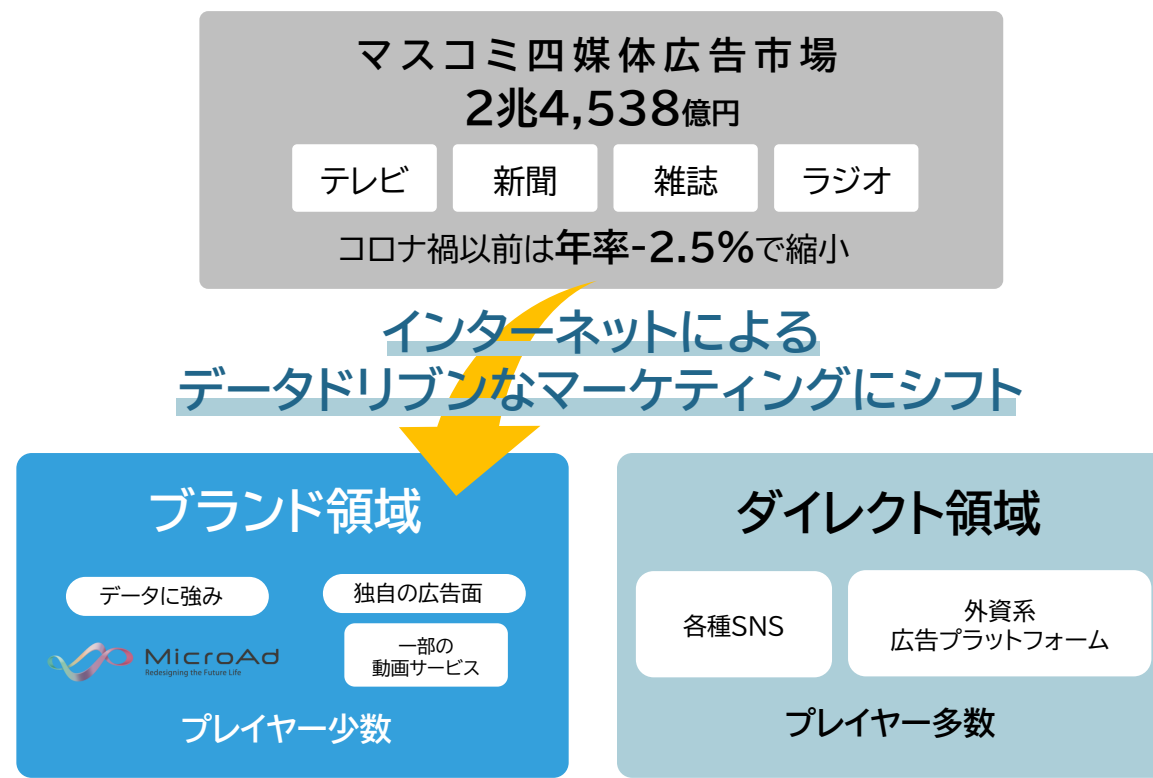 マスコミ四媒体広告市場
2兆4,538億円
テレビ
新聞
雑誌
ラジオ
コロナ禍以前は年率-2.5%で縮小
インターネットによる
データドリブンなマーケティングにシフト
ブランド領域
データに強み
MicroAd
Redesigning the Future Life
独自の広告面
一部の
動画サービス
プレイヤー少数
ダイレクト領域
各種SNS
外資系
広告プラットフォーム
プレイヤー多数